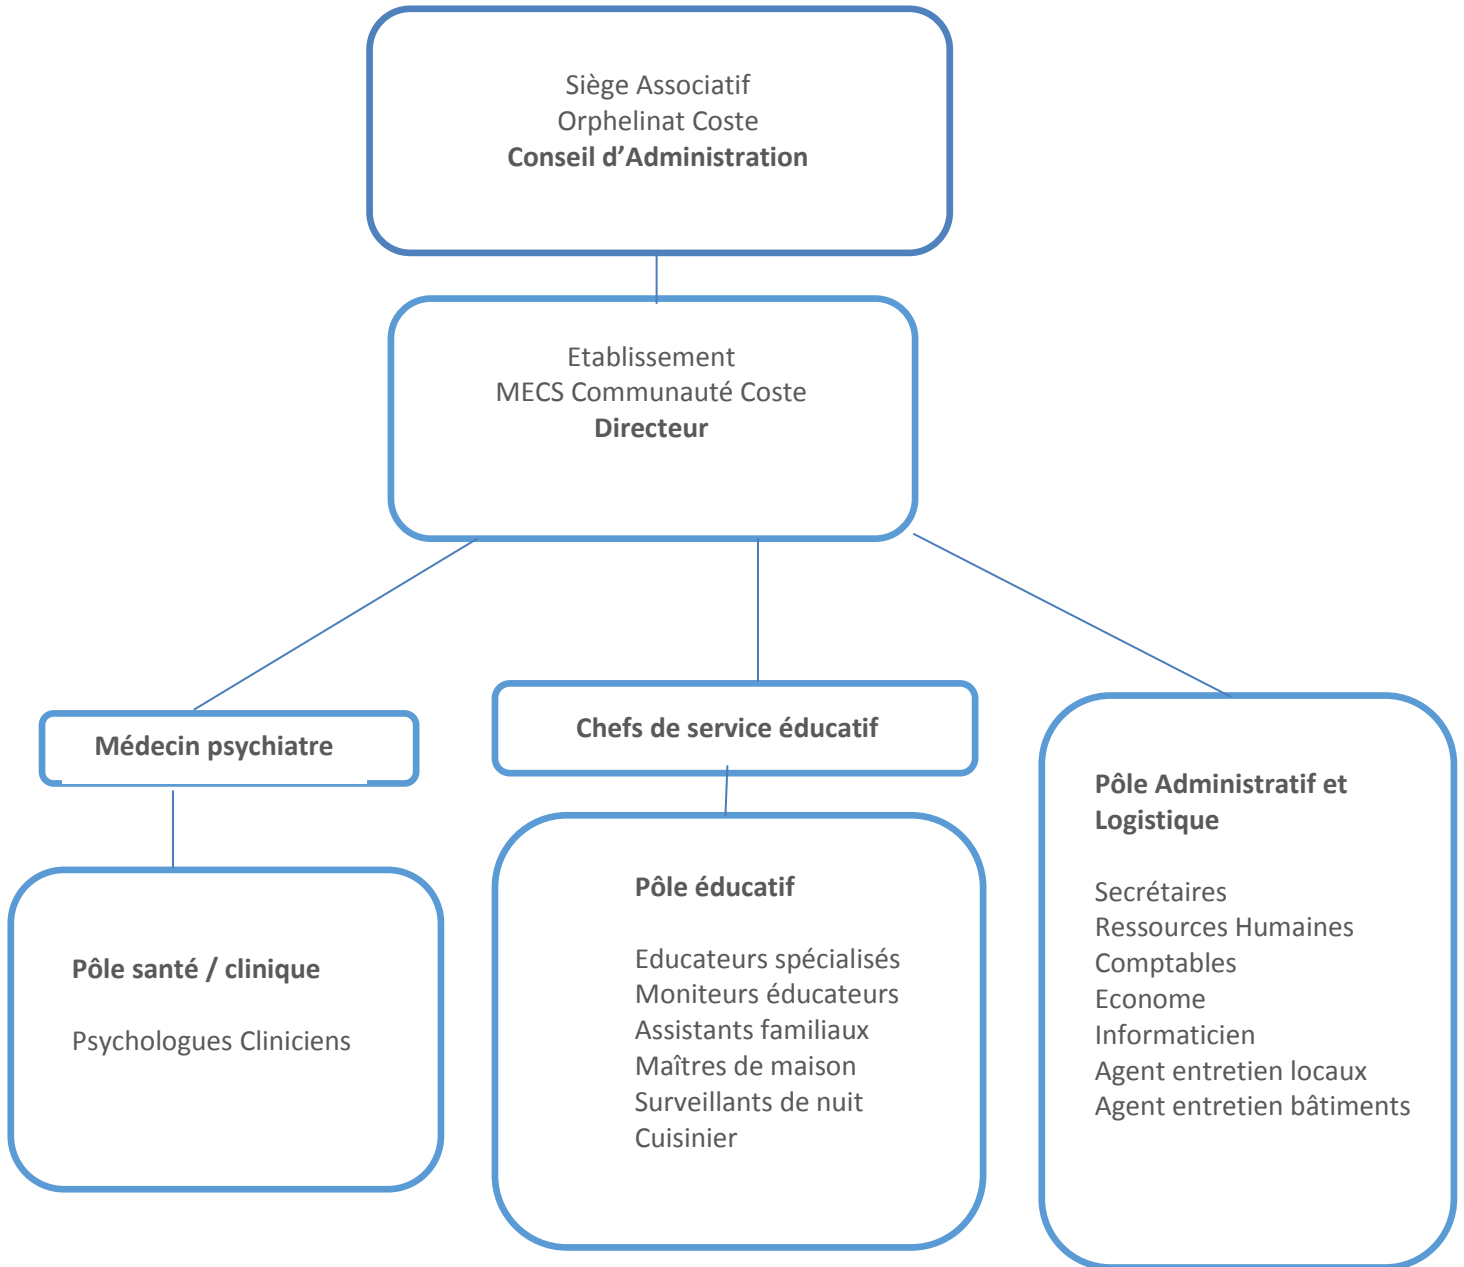 Siège Associatif
Orphelinat Coste
Conseil d’Administration
Etablissement
MECS Communauté Coste
Directeur
Médecin psychiatre
Pôle santé / clinique
Psychologues Cliniciens
Chefs de service éducatif
Pôle éducatif
Educateurs spécialisés
Moniteurs éducateurs
Assistants familiaux
Maîtres de maison
Surveillants de nuit
Cuisinier
Pôle Administratif et
Logistique
Secrétaires
Ressources Humaines
Comptables
Econome
Informaticien
Agent entretien locaux
Agent entretien bâtiments